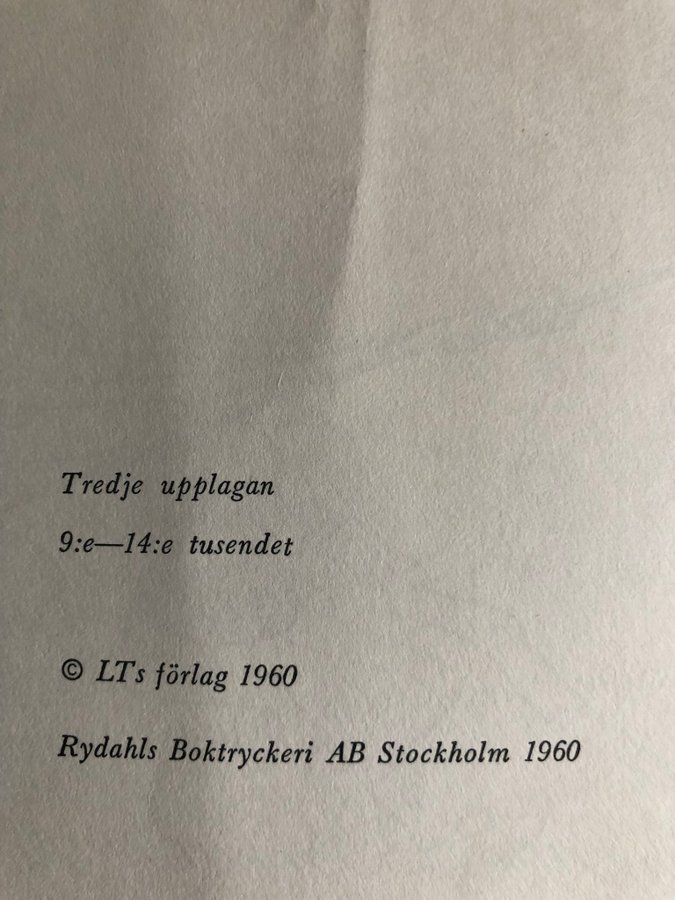 Tredje upplagan
9:e—14:e tusendet
© LTs förlag 1960
Rydahls Boktryckeri AB Stockholm 1960